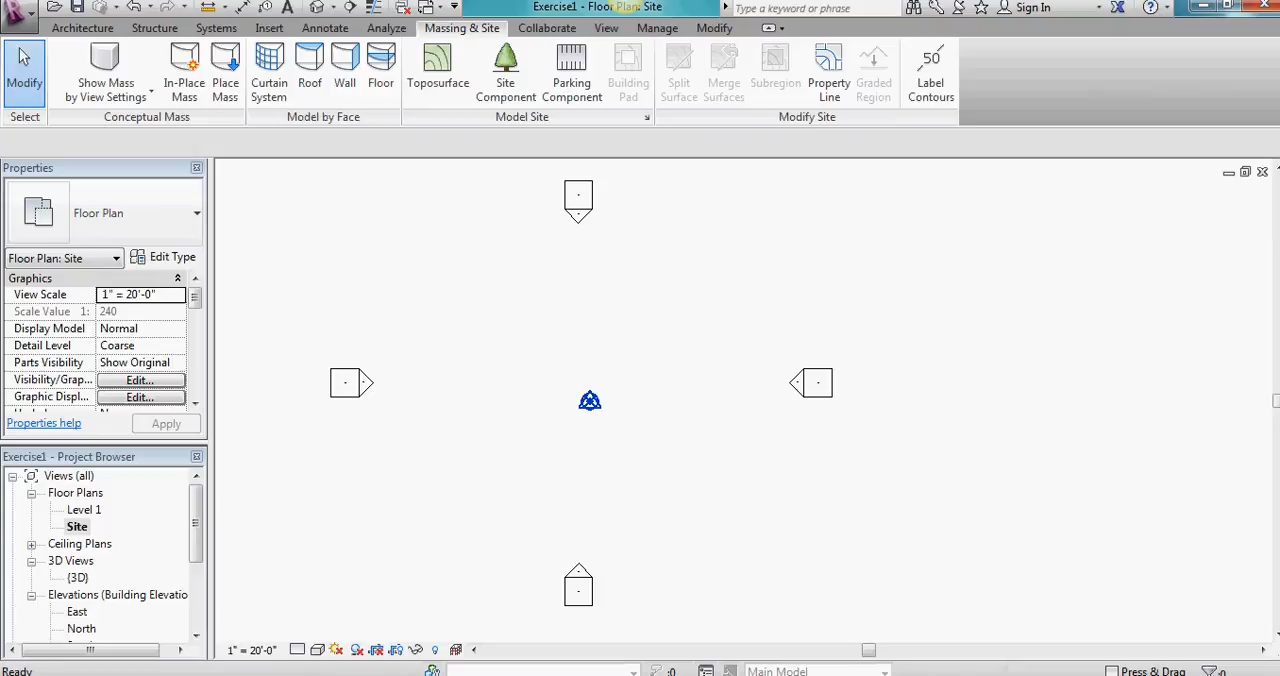 Exercise1 - Floor Plan: Site
Type a keyword or phrase
Sign In
Architecture Structure Systems Insert Annotate Analyze Massing & Site Collaborate View Manage Modify
Modify
Show Mass
by View Settings
In-Place
Mass
Place
Mass
Curtain
System
Roof
Wall
Floor
Toposurface
Site
Component
Parking
Component
Building
Pad
Split
Surface
Merge
Surfaces
Subregion
Property
Line
Graded
Region
50
Label
Contours
Select
Conceptual Mass
Model by Face
Model Site
Modify Site
Properties
Floor Plan
Floor Plan: Site
Edit Type
Graphics
View Scale 1" = 20'-0"
Scale Value 1: 240
Display Model Normal
Detail Level Coarse
Parts Visibility Show Original
Visibility/Grap... Edit...
Graphic Displ... Edit...
Properties help
Apply
Exercise1 - Project Browser
Views (all)
Floor Plans
Level 1
Site
Ceiling Plans
3D Views
{3D}
Elevations (Building Elevatio
East
North
1" = 20'-0"
Ready
:0
Main Model
Press & Drag